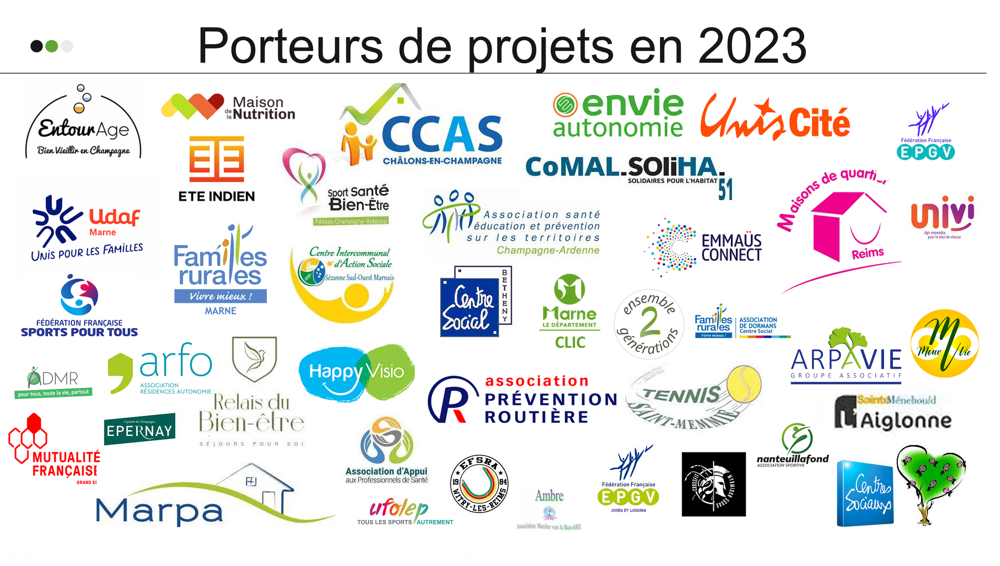 Porteurs de projets en 2023
EntourAge
Bien Vieillir en Champagne
Maison
de la Nutrition
ETE INDIEN
CCAS
CHÂLONS-EN-CHAMPAGNE
envie
autonomie
Unis Cité
Fédération Française
EPGV
CoMAL.SOliHA.
SOLIDAIRES POUR L'HABITAT
51
Sport Santé
Bien-Être
Réseau Champagne-Ardenne
Maisons de quartier
Reims
univi
Agir ensemble,
pour le bien de chacun
Udaf
Marne
UNIS POUR LES FAMILLES
Familles
rurales
Vivre mieux !
MARNE
Centre Intercommunal
d'Action Sociale
Sézanne Sud-Ouest Marnais
Association santé
éducation et prévention
sur les territoires
Champagne-Ardenne
EMMAÜS
CONNECT
FÉDÉRATION FRANÇAISE
SPORTS POUR TOUS
Centre
Social
BETHENY
Marne
LE DÉPARTEMENT
CLIC
ensemble
2
générations
Familles
rurales
Vivre mieux !
ASSOCIATION
DE DORMANS
Centre Social
ARPAVIE
GROUPE ASSOCIATIF
M
Mouv Vie
ADMR
pour tous, toute la vie, partout
arfo
ASSOCIATION
RÉSIDENCES AUTONOMIE
Relais du
Bien-être
SÉJOURS POUR SOI
Happy Visio
association
PRÉVENTION
ROUTIÈRE
TENNIS
SAINT-MEMMIE
Sainte Ménehould
L'Aiglonne
MUTUALITÉ
FRANÇAISE
GRAND ES
Capitale du Champagne
EPERNAY
Marpa
Association d'Appui
aux Professionnels de Santé
ufolep
TOUS LES SPORTS AUTREMENT
EFSRA
19 84
WITRY-LES-REIMS
Ambre
Association Marcher vers le Bien-êtRE
Fédération Française
EPGV
JOIES ET LOISIRS
CROSSFIT
MYRMIDON SQUAD
nanteuillafond
ASSOCIATION SPORTIVE
Centres
Sociaux